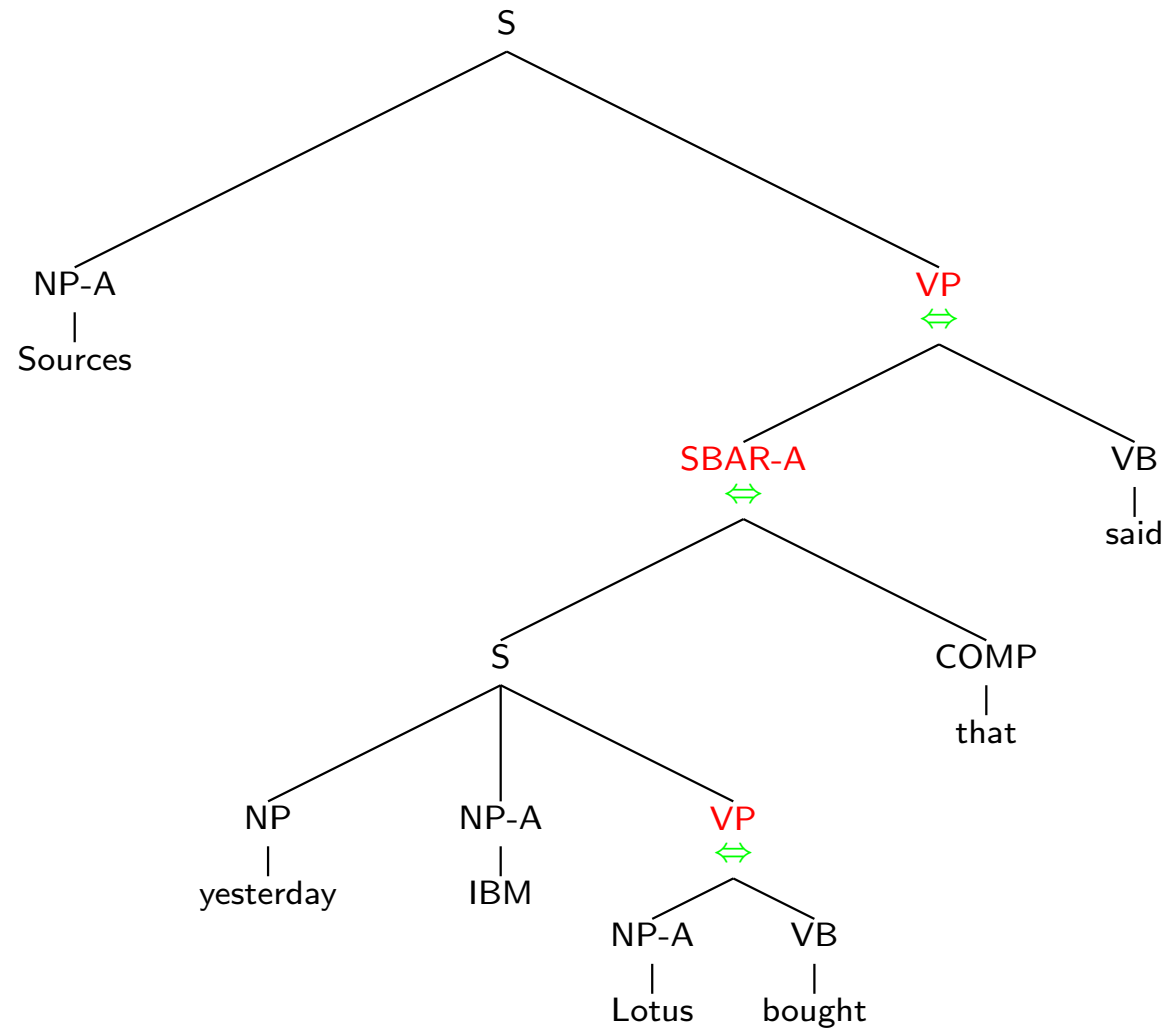 S
NP-A VP
⇔
Sources
SBAR-A VB
⇔
said
S COMP
that
NP NP-A VP
⇔
yesterday IBM
NP-A VB
Lotus bought